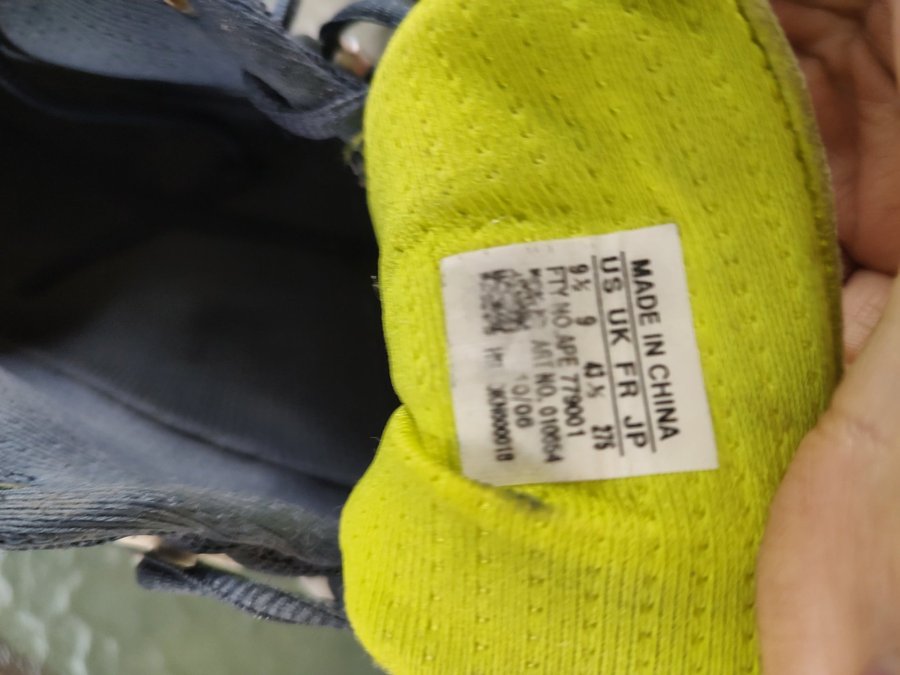 MADE IN CHINA
US UK FR JP
9½ 9 43⅓ 275
FTY NO APE 779001
ART NO. 010654
10/06